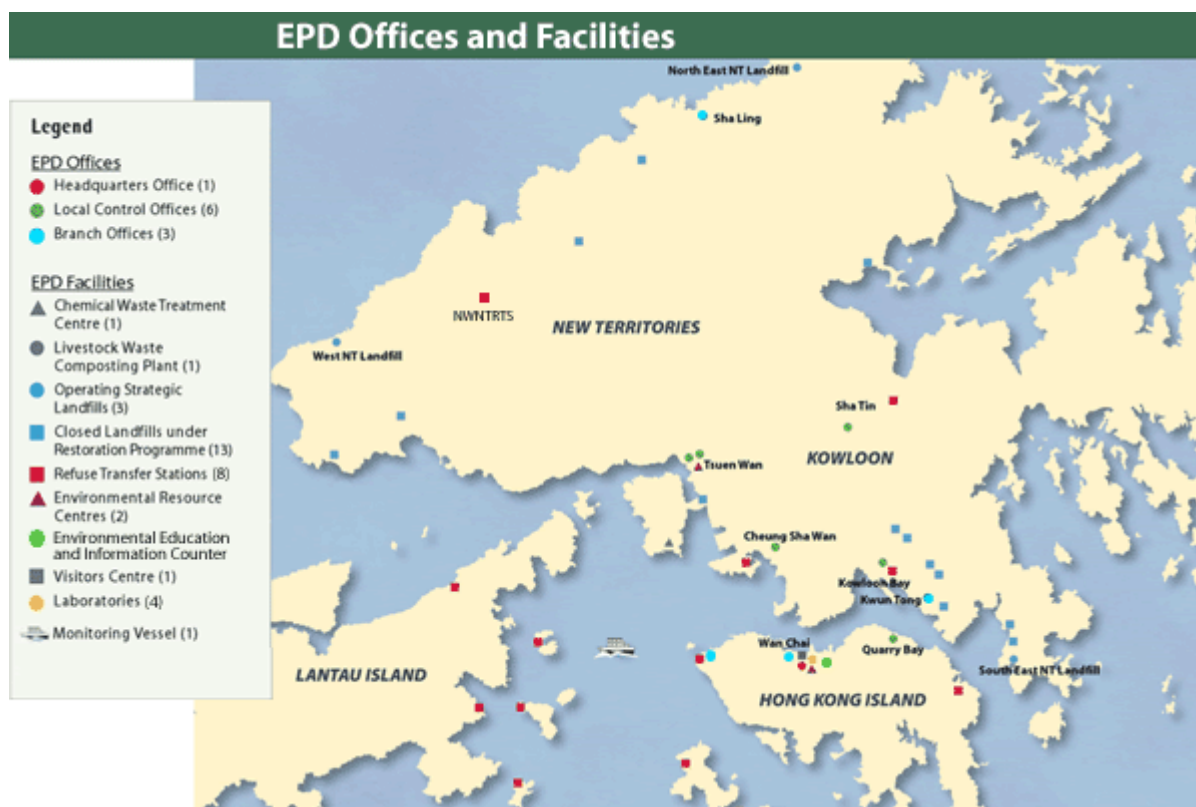 EPD Offices and Facilities
Legend
EPD Offices
Headquarters Office (1)
Local Control Offices (6)
Branch Offices (3)
EPD Facilities
Chemical Waste Treatment
Centre (1)
Livestock Waste
Composting Plant (1)
Operating Strategic
Landfills (3)
Closed Landfills under
Restoration Programme (13)
Refuse Transfer Stations (8)
Environmental Resource
Centres (2)
Environmental Education
and Information Counter
Visitors Centre (1)
Laboratories (4)
Monitoring Vessel (1)
North East NT Landfill
Sha Ling
NWNTRTS
NEW TERRITORIES
West NT Landfill
Sha Tin
KOWLOON
Tsuen Wan
Cheung Sha Wan
Kowlooh Bay
Kwun Tong
Wan Chai
Quarry Bay
South East NT Landfill
LANTAU ISLAND
HONG KONG ISLAND